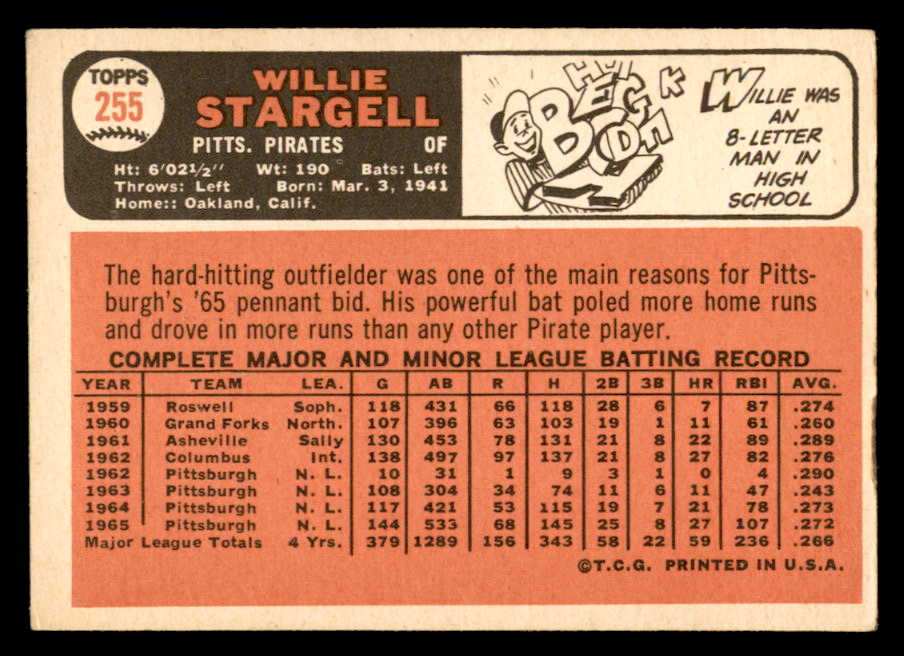 TOPPS
255
WILLIE
STARGELL
PITTS. PIRATES OF
Ht: 6'02½" Wt: 190 Bats: Left
Throws: Left Born: Mar. 3, 1941
Home:: Oakland, Calif.
WILLIE WAS
AN
8-LETTER
MAN IN
HIGH
SCHOOL
The hard-hitting outfielder was one of the main reasons for Pitts-
burgh's '65 pennant bid. His powerful bat poled more home runs
and drove in more runs than any other Pirate player.
COMPLETE MAJOR AND MINOR LEAGUE BATTING RECORD
YEAR TEAM LEA. G AB R H 2B 3B HR RBI AVG.
1959 Roswell Soph. 118 431 66 118 28 6 7 87 .274
1960 Grand Forks North. 107 396 63 103 19 1 11 61 .260
1961 Asheville Sally 130 453 78 131 21 8 22 89 .289
1962 Columbus Int. 138 497 97 137 21 8 27 82 .276
1962 Pittsburgh N. L. 10 31 1 9 3 1 0 4 .290
1963 Pittsburgh N. L. 108 304 34 74 11 6 11 47 .243
1964 Pittsburgh N. L. 117 421 53 115 19 7 21 78 .273
1965 Pittsburgh N. L. 144 533 68 145 25 8 27 107 .272
Major League Totals 4 Yrs. 379 1289 156 343 58 22 59 236 .266
©T.C.G. PRINTED IN U.S.A.